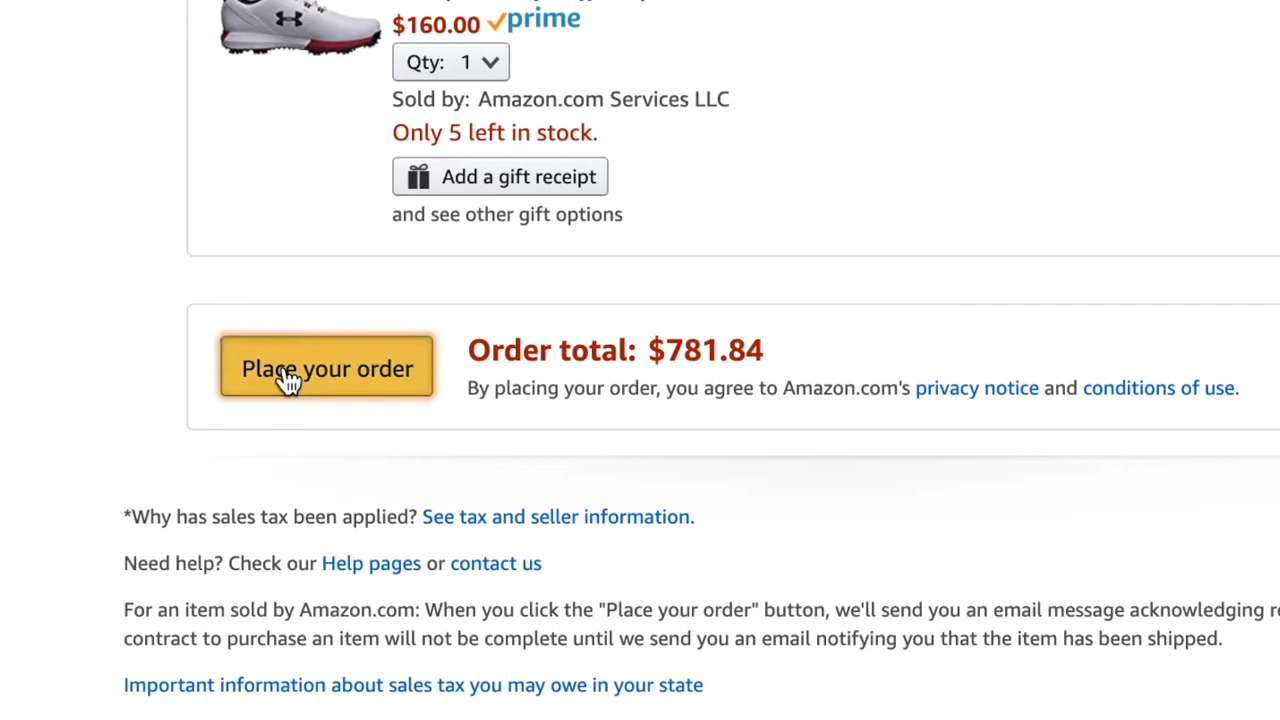 $160.00 prime
Qty: 1
Sold by: Amazon.com Services LLC
Only 5 left in stock.
Add a gift receipt
and see other gift options
Place your order
Order total: $781.84
By placing your order, you agree to Amazon.com's privacy notice and conditions of use.
*Why has sales tax been applied? See tax and seller information.
Need help? Check our Help pages or contact us
For an item sold by Amazon.com: When you click the "Place your order" button, we'll send you an email message acknowledging
contract to purchase an item will not be complete until we send you an email notifying you that the item has been shipped.
Important information about sales tax you may owe in your state